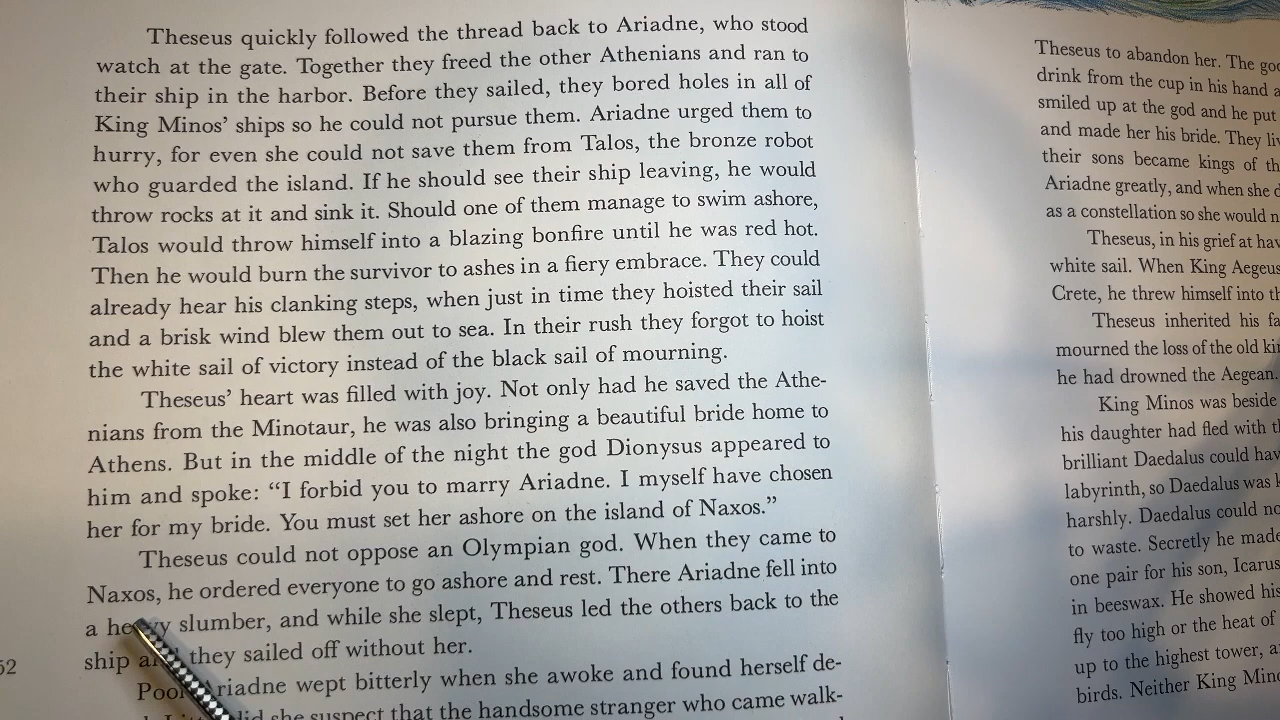 Theseus quickly followed the thread back to Ariadne, who stood
watch at the gate. Together they freed the other Athenians and ran to
their ship in the harbor. Before they sailed, they bored holes in all of
King Minos’ ships so he could not pursue them. Ariadne urged them to
hurry, for even she could not save them from Talos, the bronze robot
who guarded the island. If he should see their ship leaving, he would
throw rocks at it and sink it. Should one of them manage to swim ashore,
Talos would throw himself into a blazing bonfire until he was red hot.
Then he would burn the survivor to ashes in a fiery embrace. They could
already hear his clanking steps, when just in time they hoisted their sail
and a brisk wind blew them out to sea. In their rush they forgot to hoist
the white sail of victory instead of the black sail of mourning.
Theseus’ heart was filled with joy. Not only had he saved the Athe-
nians from the Minotaur, he was also bringing a beautiful bride home to
Athens. But in the middle of the night the god Dionysus appeared to
him and spoke: “I forbid you to marry Ariadne. I myself have chosen
her for my bride. You must set her ashore on the island of Naxos.”
Theseus could not oppose an Olympian god. When they came to
Naxos, he ordered everyone to go ashore and rest. There Ariadne fell into
a heavy slumber, and while she slept, Theseus led the others back to the
ship and they sailed off without her.
Poor Ariadne wept bitterly when she awoke and found herself de-
did she suspect that the handsome stranger who came walk-
52
Theseus to abandon her. The
drink from the cup in his hand
smiled up at the god and he put
and made her his bride. They
their sons became kings of
Ariadne greatly, and when she
as a constellation so she would
Theseus, in his grief at
white sail. When King Aegeus
Crete, he threw himself into
Theseus inherited his
mourned the loss of the old
he had drowned the Aegean.
King Minos was beside
his daughter had fled with
brilliant Daedalus could
labyrinth, so Daedalus was
harshly. Daedalus could
to waste. Secretly he made
one pair for his son, Icarus
in beeswax. He showed his
fly too high or the heat of
up to the highest tower,
birds. Neither King